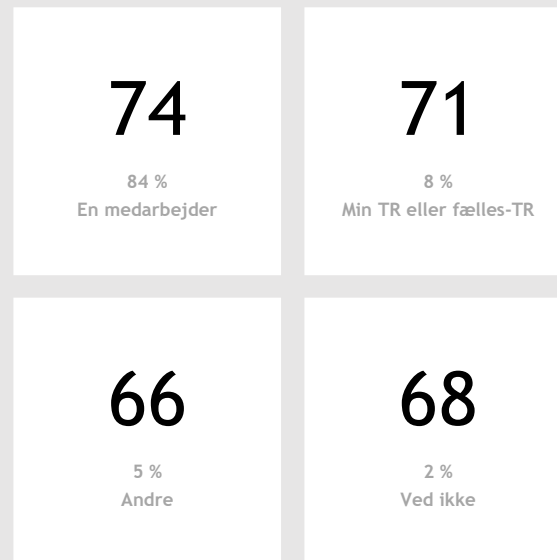 74
84 %
En medarbejder
71
8 %
Min TR eller fælles-TR
66
5 %
Andre
68
2 %
Ved ikke